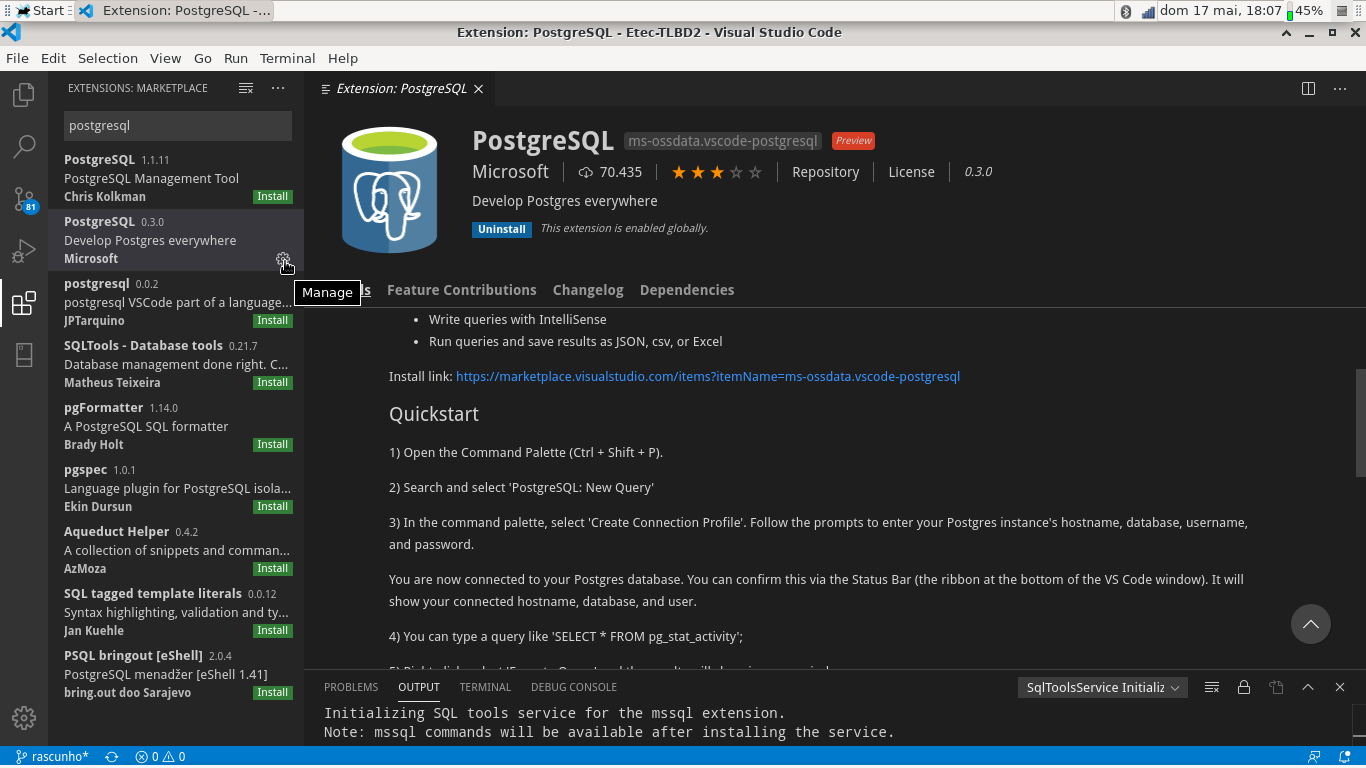 Start
Extension: PostgreSQL -...
dom 17 mai, 18:07
45%
Extension: PostgreSQL - Etec-TLBD2 - Visual Studio Code
File Edit Selection View Go Run Terminal Help
EXTENSIONS: MARKETPLACE
postgresql
PostgreSQL 1.1.11
PostgreSQL Management Tool
Chris Kolkman Install
PostgreSQL 0.3.0
Develop Postgres everywhere
Microsoft
postgresql 0.0.2
postgresql VSCode part of a language...
JPTarquino Install
SQLTools - Database tools 0.21.7
Database management done right. C...
Matheus Teixeira Install
pgFormatter 1.14.0
A PostgreSQL SQL formatter
Brady Holt Install
pgspec 1.0.1
Language plugin for PostgreSQL isola...
Ekin Dursun Install
Aqueduct Helper 0.4.2
A collection of snippets and comman...
AzMoza Install
SQL tagged template literals 0.0.12
Syntax highlighting, validation and ty...
Jan Kuehle Install
PSQL bringout [eShell] 2.0.4
PostgreSQL menadžer [eShell 1.41]
bring.out doo Sarajevo Install
81
Manage
Extension: PostgreSQL
PostgreSQL ms-ossdata.vscode-postgresql Preview
Microsoft 70.435 Repository License 0.3.0
Develop Postgres everywhere
Uninstall This extension is enabled globally.
ls Feature Contributions Changelog Dependencies
• Write queries with IntelliSense
• Run queries and save results as JSON, csv, or Excel
Install link: https://marketplace.visualstudio.com/items?itemName=ms-ossdata.vscode-postgresql
Quickstart
1) Open the Command Palette (Ctrl + Shift + P).
2) Search and select 'PostgreSQL: New Query'
3) In the command palette, select 'Create Connection Profile'. Follow the prompts to enter your Postgres instance's hostname, database, username,
and password.
You are now connected to your Postgres database. You can confirm this via the Status Bar (the ribbon at the bottom of the VS Code window). It will
show your connected hostname, database, and user.
4) You can type a query like 'SELECT * FROM pg_stat_activity';
PROBLEMS OUTPUT TERMINAL DEBUG CONSOLE
SqlToolsService Initializ
Initializing SQL tools service for the mssql extension.
Note: mssql commands will be available after installing the service.
rascunho* 0 0